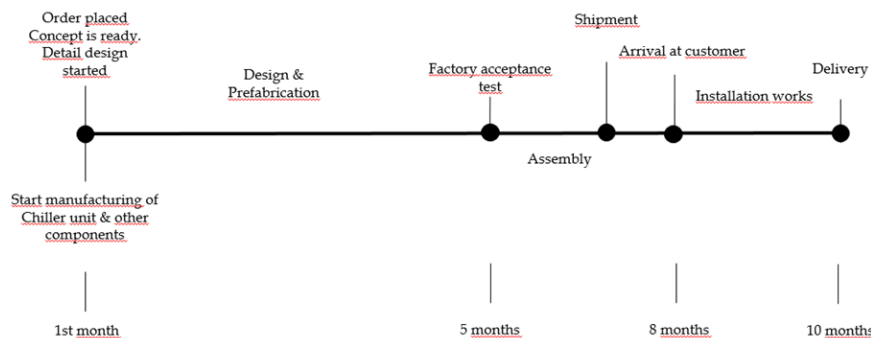 Order placed
Concept is ready.
Detail design
started
Design &
Prefabrication
Factory acceptance
test
Shipment
Arrival at customer
Installation works
Delivery
Assembly
Start manufacturing of
Chiller unit & other
components
1st month
5 months
8 months
10 months